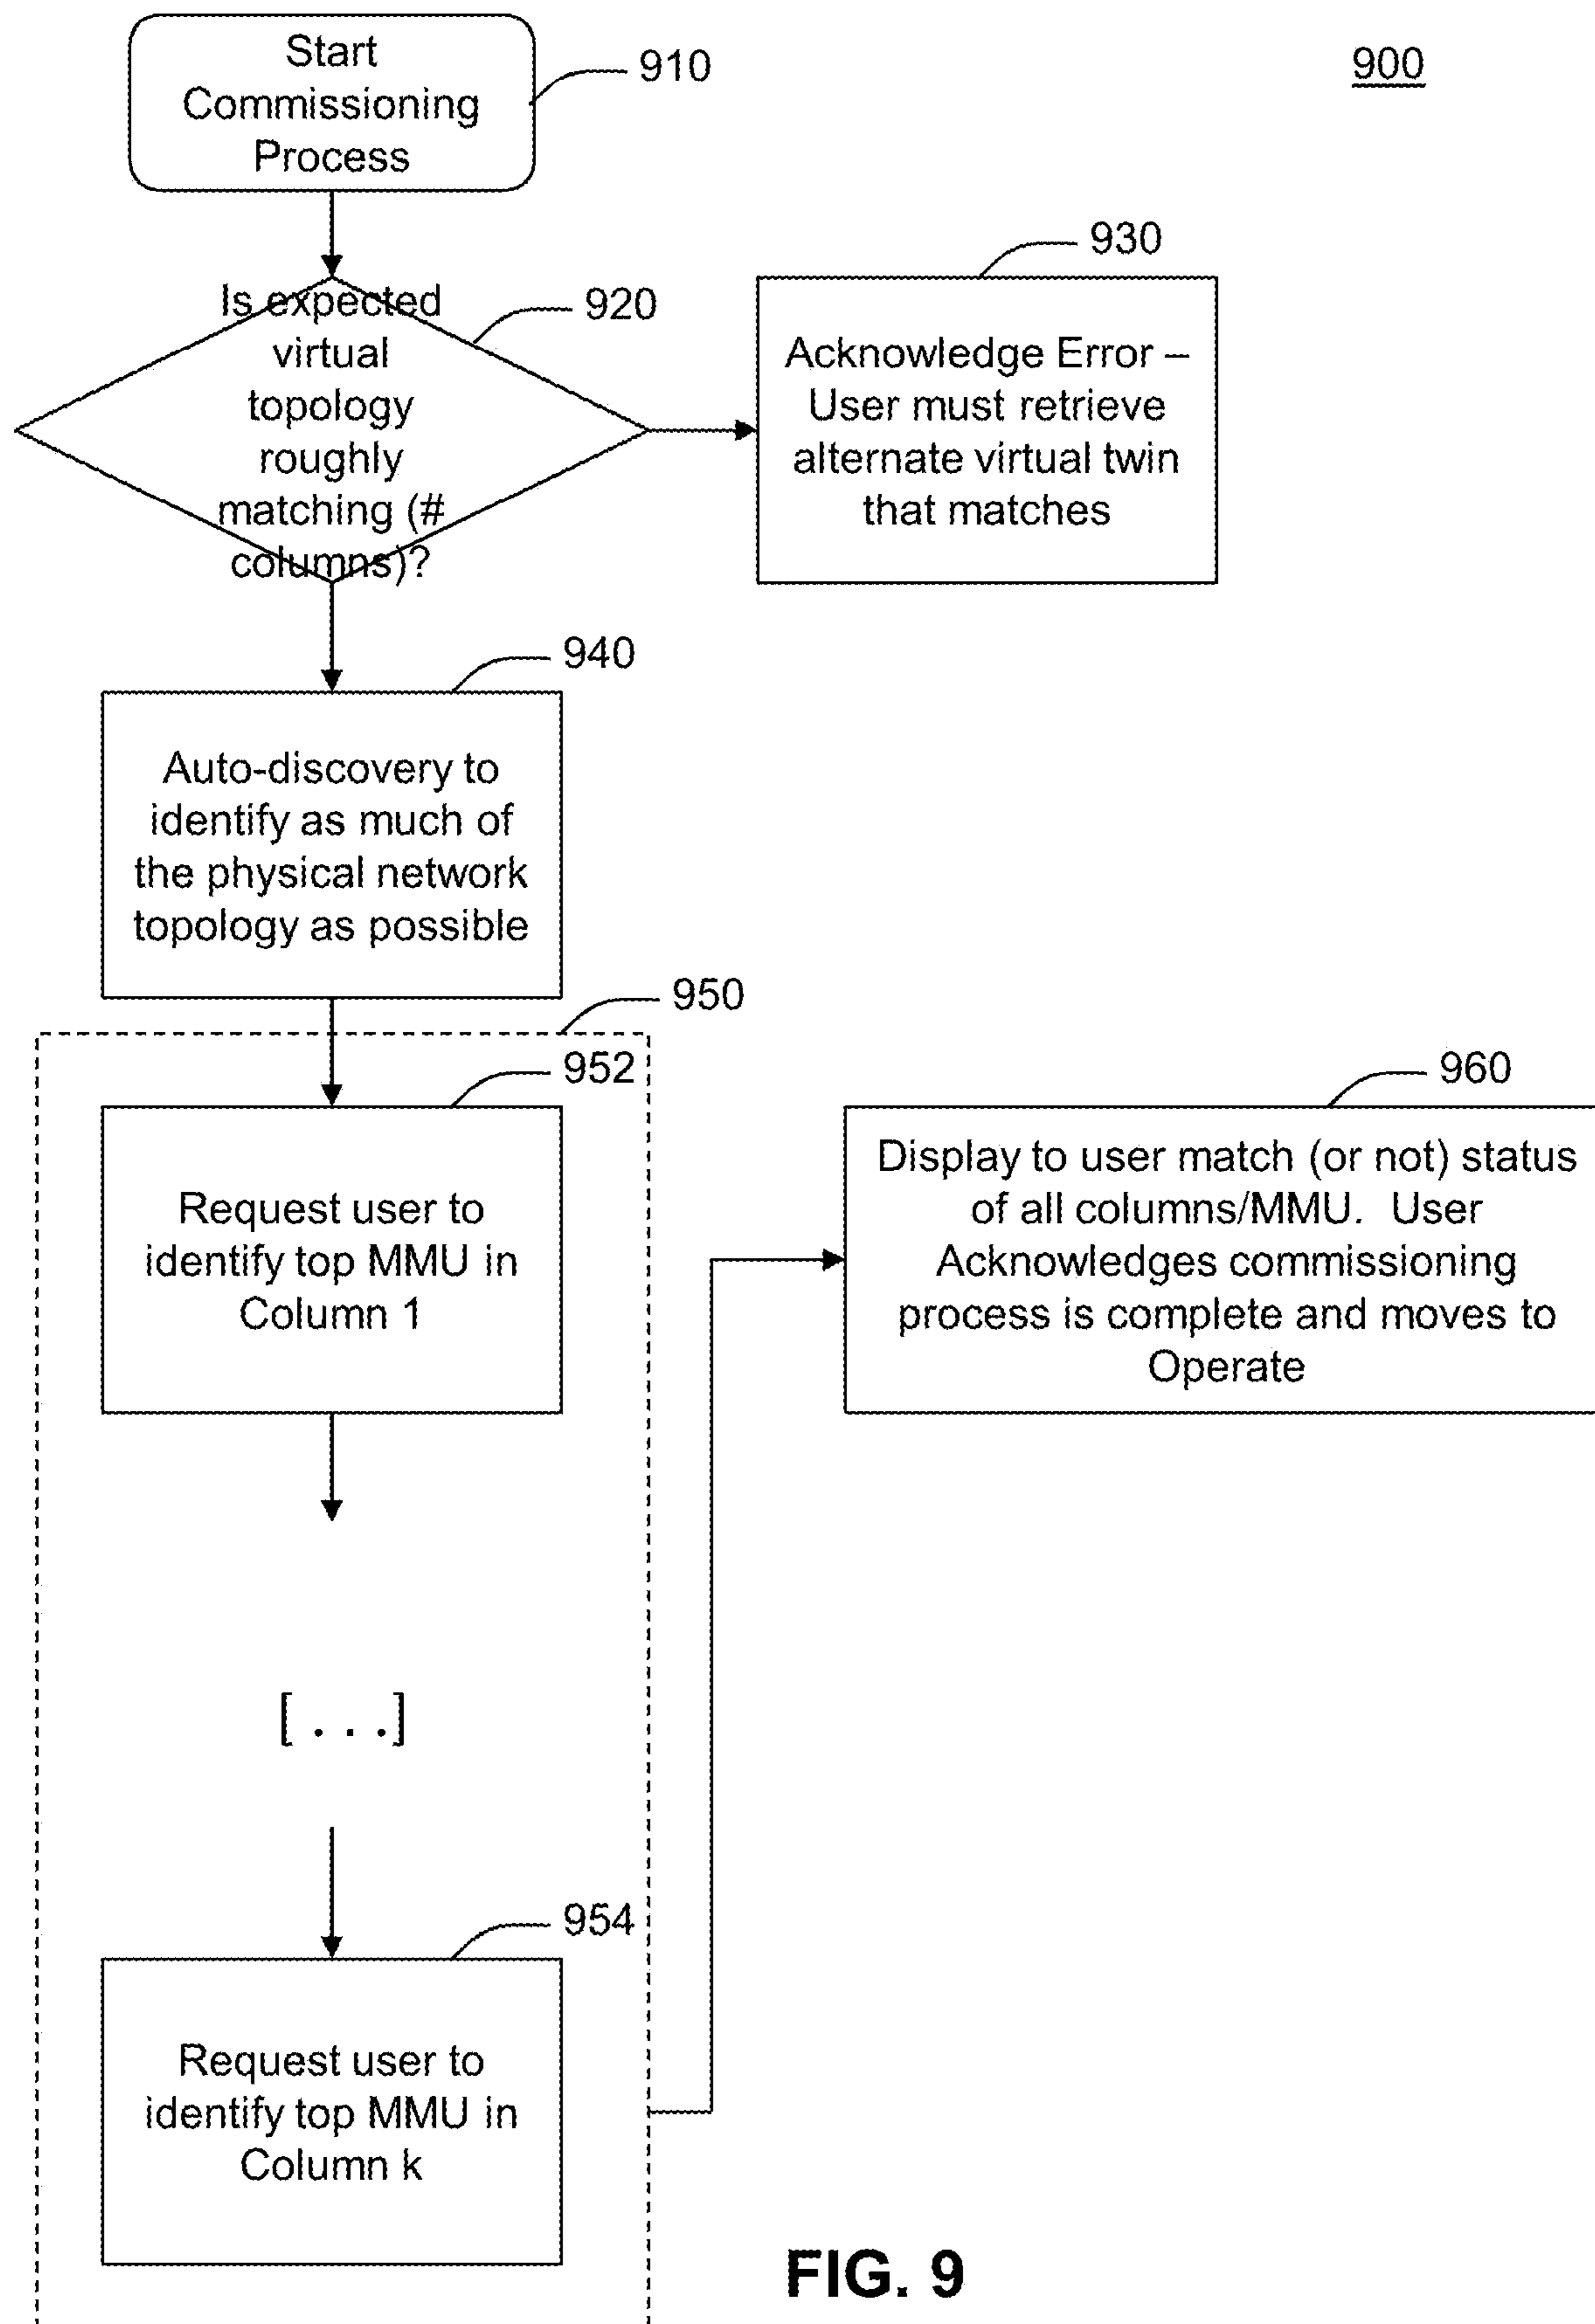 Start
Commissioning
Process
910
900
Is expected
virtual
topology
roughly
matching (#
columns)?
920
930
Acknowledge Error –
User must retrieve
alternate virtual twin
that matches
940
Auto-discovery to
identify as much of
the physical network
topology as possible
950
952
Request user to
identify top MMU in
Column 1
960
Display to user match (or not) status
of all columns/MMU.  User
Acknowledges commissioning
process is complete and moves to
Operate
[ . . .]
954
Request user to
identify top MMU in
Column k
FIG. 9